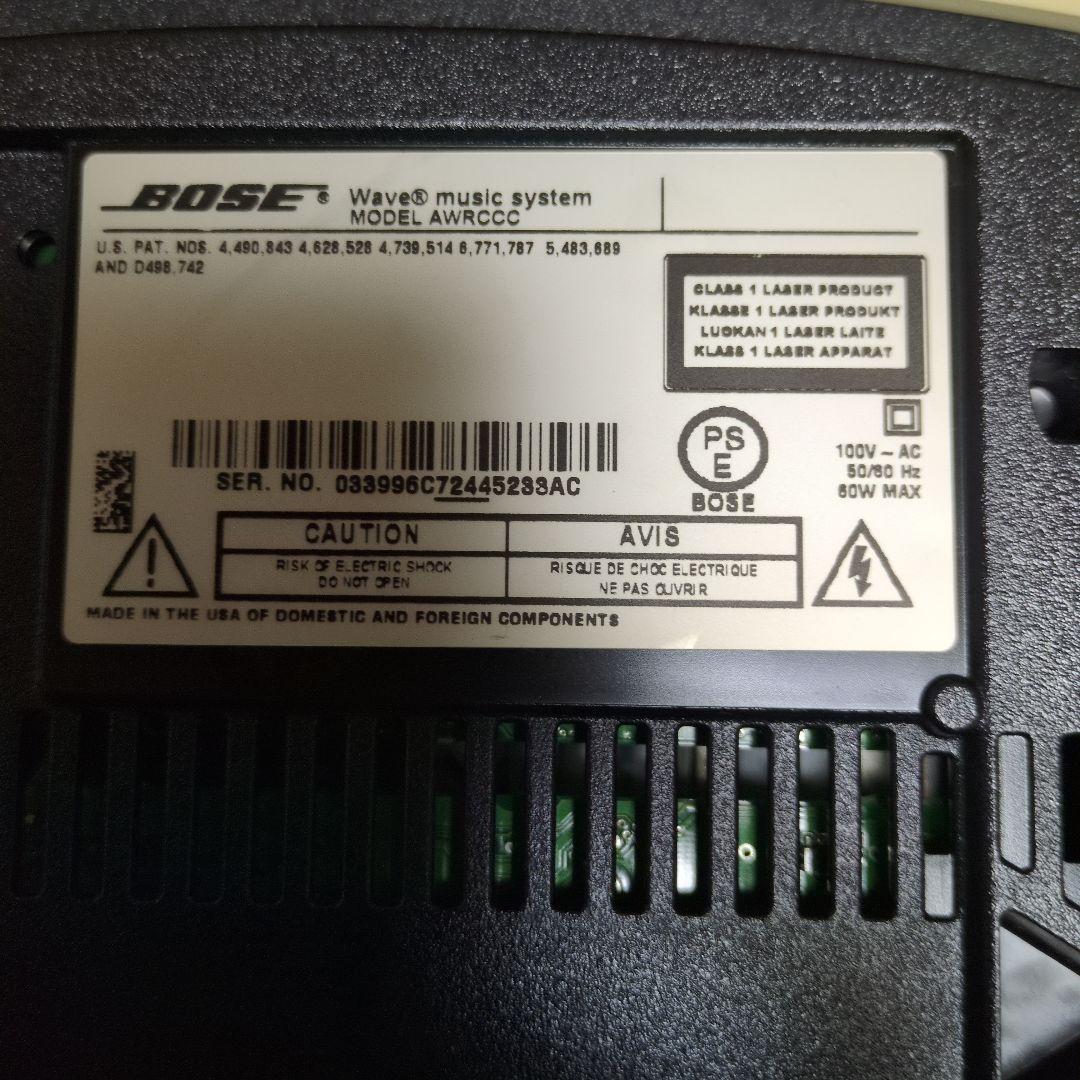 BOSE® Wave® music system
MODEL AWRCCC
U.S. PAT. NOS. 4,490,843 4,628,528 4,739,514 6,771,787 5,483,689
AND D498,742
CLASS 1 LASER PRODUCT
KLASSE 1 LASER PRODUKT
LUOKAN 1 LASER LAITE
KLASS 1 LASER APPARAT
PS
E
BOSE
100V ~ AC
50/60 Hz
60W MAX
SER. NO. 033996C72445233AC
CAUTION
RISK OF ELECTRIC SHOCK
DO NOT OPEN
AVIS
RISQUE DE CHOC ELECTRIQUE
NE PAS OUVRIR
MADE IN THE USA OF DOMESTIC AND FOREIGN COMPONENTS